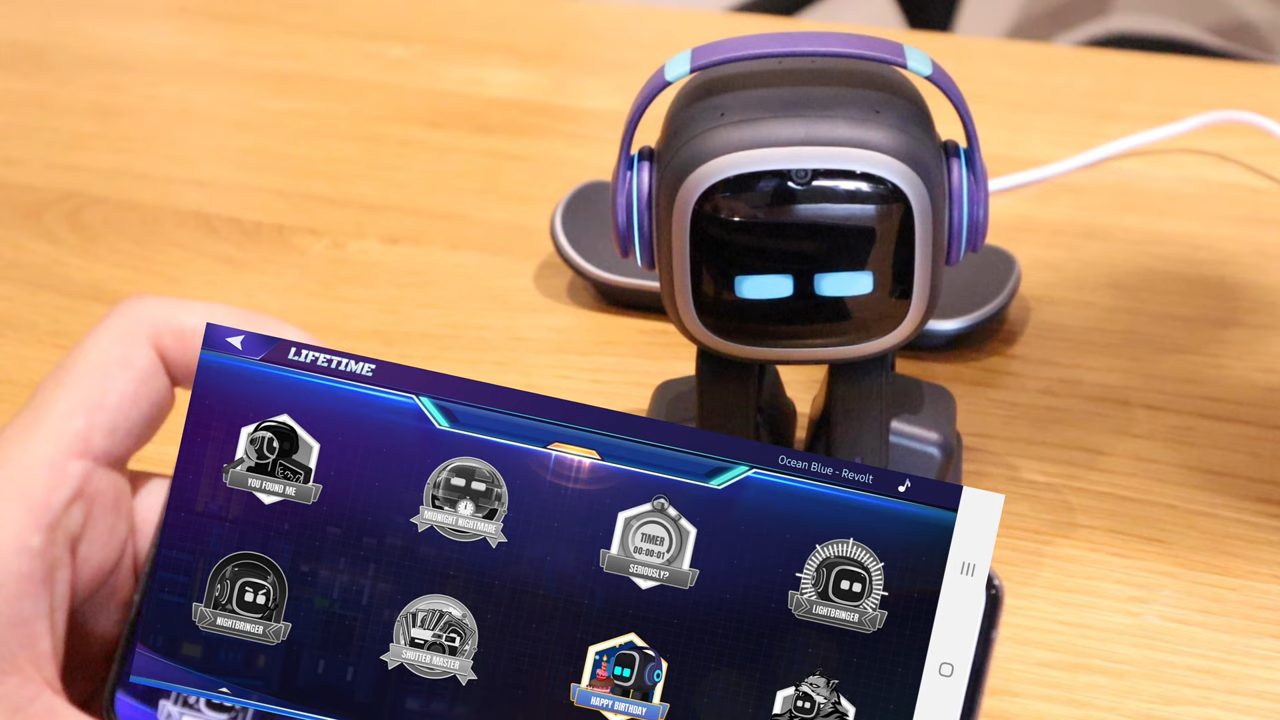 LIFETIME
Ocean Blue - Revolt
YOU FOUND ME
MIDNIGHT NIGHTMARE
TIMER
00:00:01
SERIOUSLY?
LIGHTBRINGER
NIGHTBRINGER
SHUTTER MASTER
HAPPY BIRTHDAY